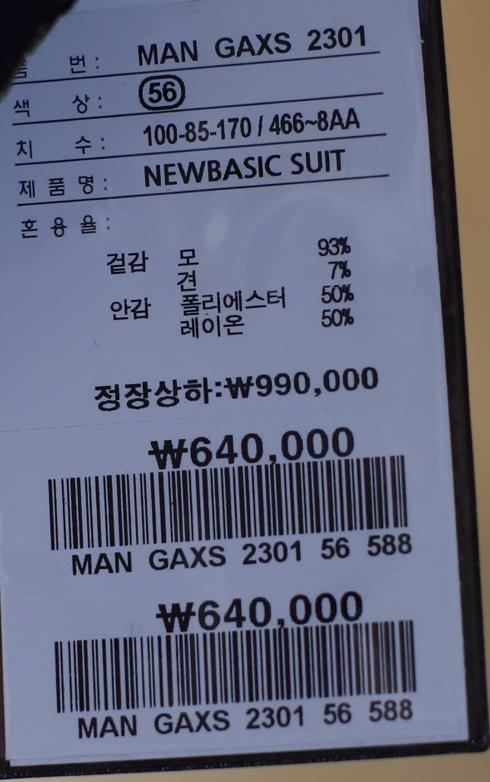 번: MAN GAXS 2301
색 상: 56
치 수: 100-85-170 / 466~8AA
제 품 명: NEWBASIC SUIT
혼 용 율:
겉감 모 93%
견 7%
안감 폴리에스터 50%
레이온 50%
정장상하:₩990,000
₩640,000
MAN GAXS 2301 56 588
₩640,000
MAN GAXS 2301 56 588